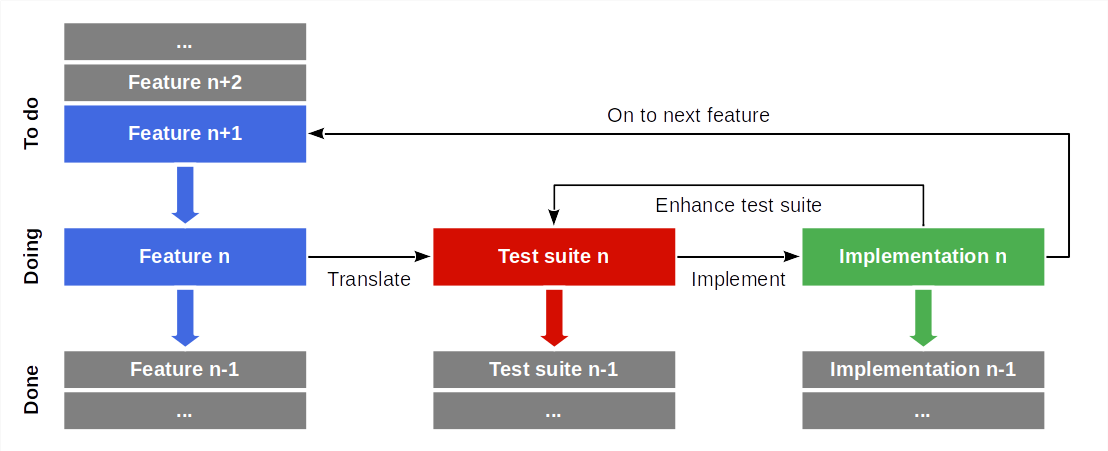 ...
Feature n+2
To do
Feature n+1
On to next feature
Enhance test suite
Doing
Feature n
Translate
Test suite n
Implement
Implementation n
Done
Feature n-1
Test suite n-1
Implementation n-1
...
...
...